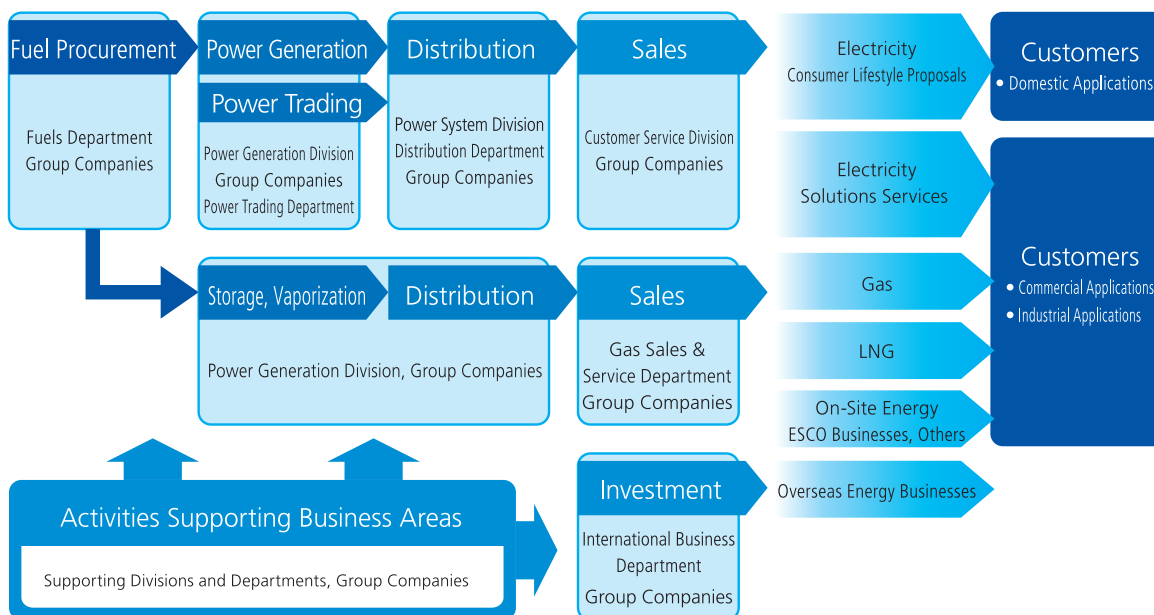 Fuel Procurement
Fuels Department
Group Companies
Power Generation
Power Trading
Power Generation Division
Group Companies
Power Trading Department
Distribution
Power System Division
Distribution Department
Group Companies
Sales
Customer Service Division
Group Companies
Electricity
Consumer Lifestyle Proposals
Customers
• Domestic Applications
Electricity
Solutions Services
Storage, Vaporization
Distribution
Power Generation Division, Group Companies
Sales
Gas Sales &
Service Department
Group Companies
Gas
LNG
On-Site Energy
ESCO Businesses, Others
Customers
• Commercial Applications
• Industrial Applications
Activities Supporting Business Areas
Supporting Divisions and Departments, Group Companies
Investment
International Business
Department
Group Companies
Overseas Energy Businesses